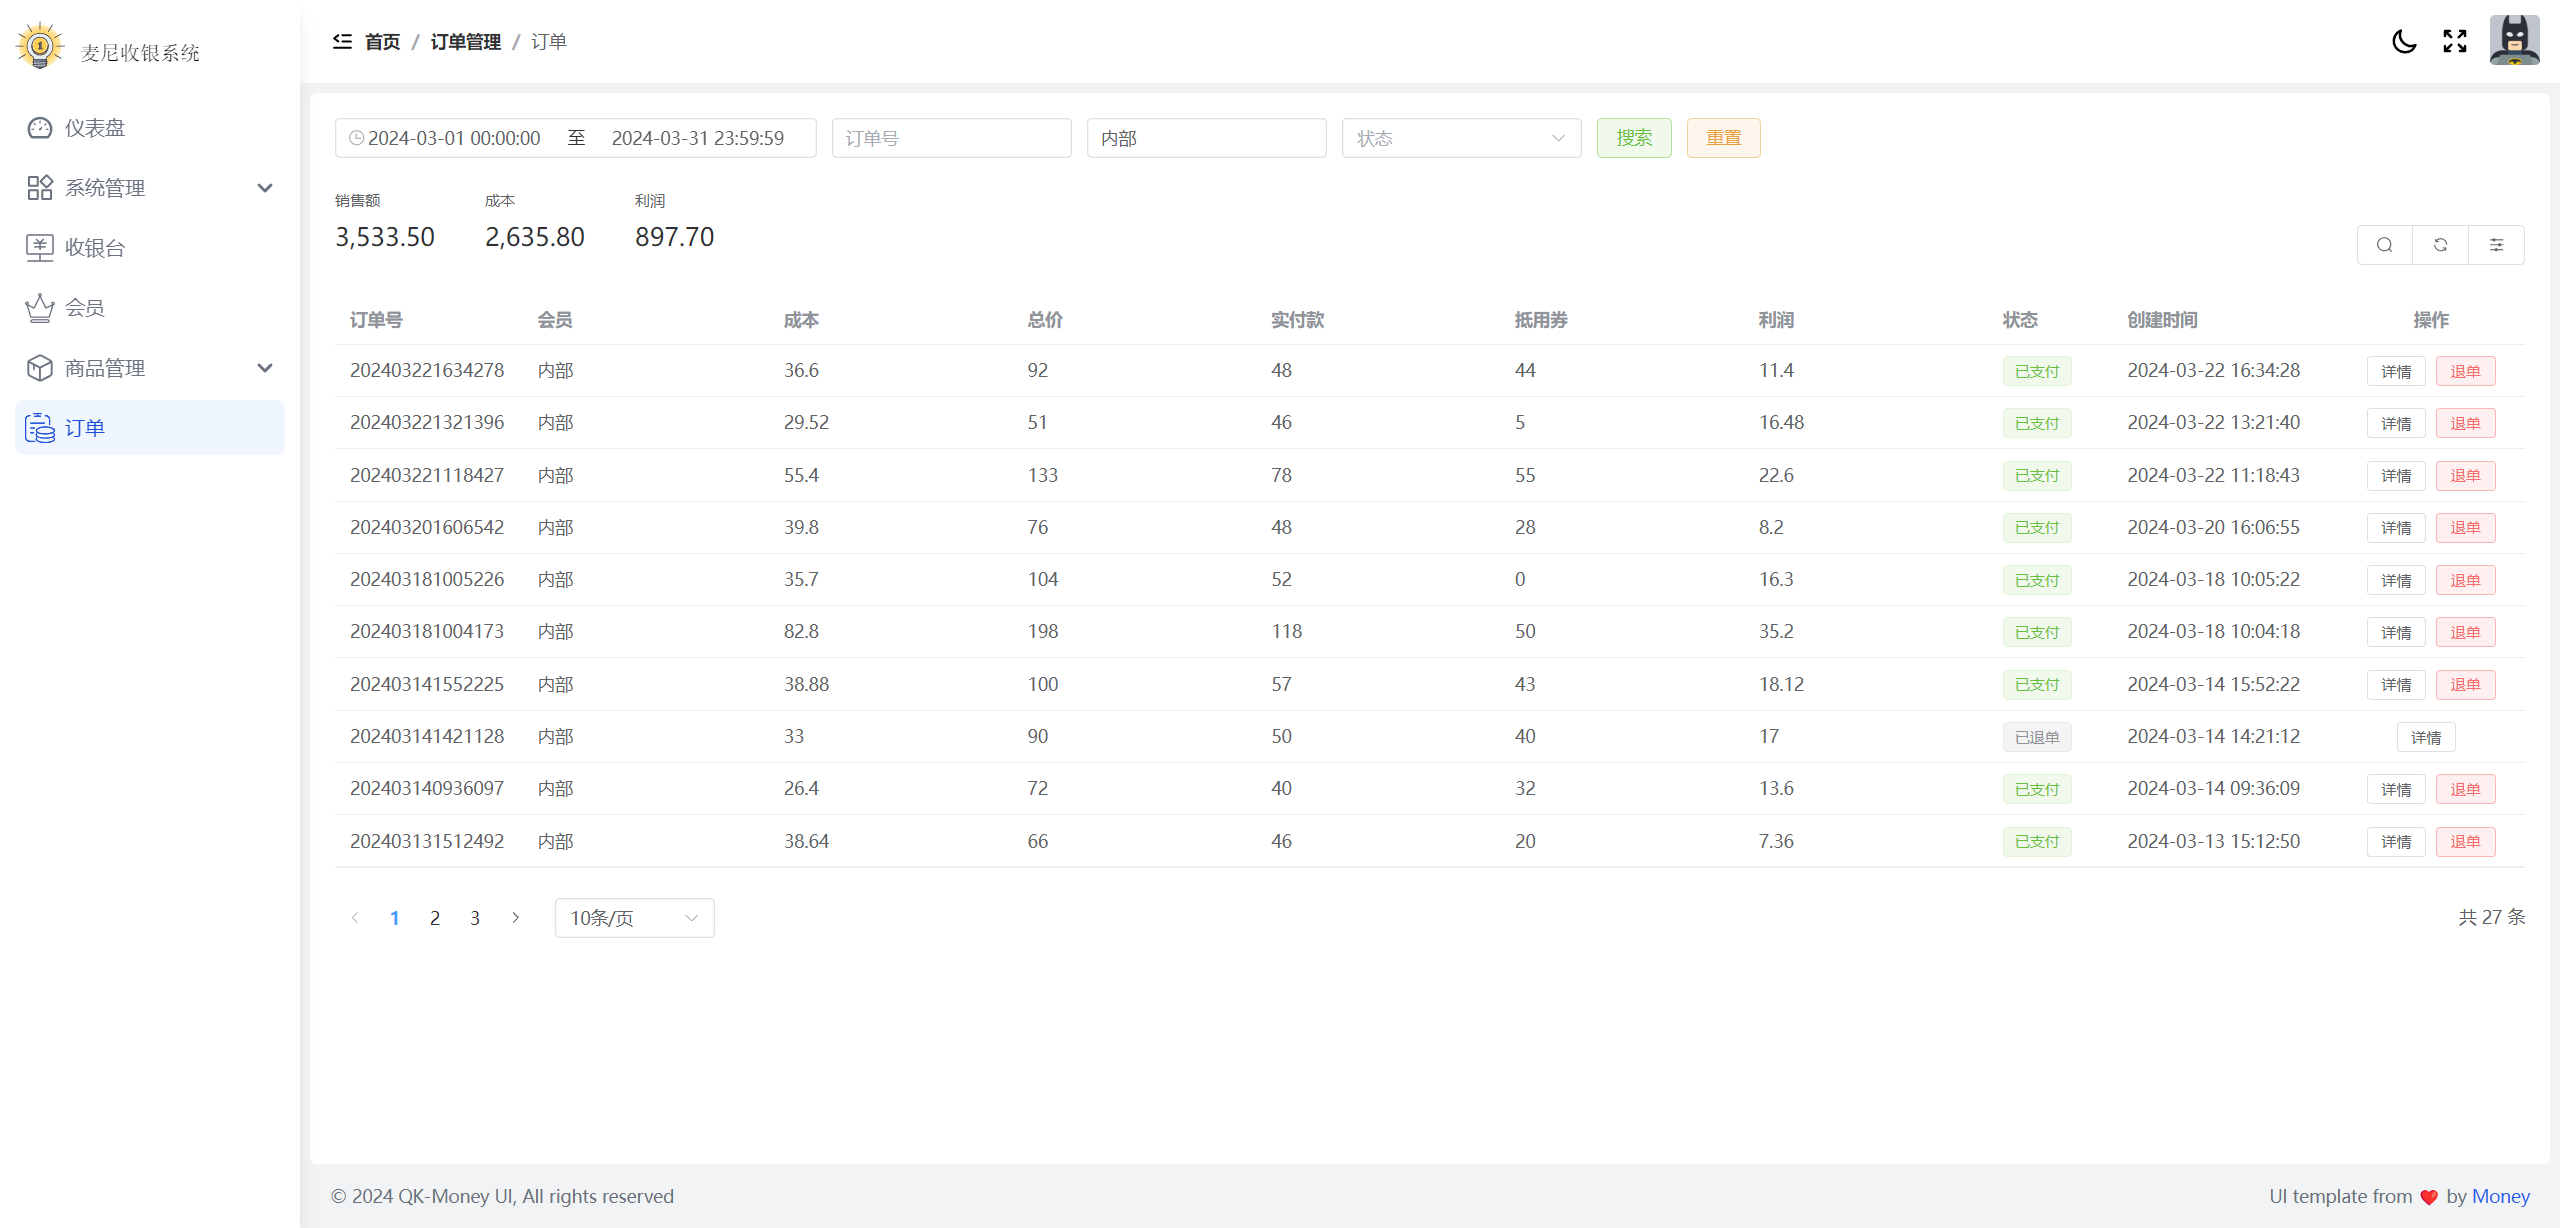 麦尼收银系统
首页 / 订单管理 / 订单
仪表盘
系统管理
收银台
会员
商品管理
订单
2024-03-01 00:00:00 至 2024-03-31 23:59:59 订单号 内部 状态 搜索 重置
销售额 成本 利润
3,533.50 2,635.80 897.70
订单号 会员 成本 总价 实付款 抵用券 利润 状态 创建时间 操作
202403221634278 内部 36.6 92 48 44 11.4 已支付 2024-03-22 16:34:28 详情 退单
202403221321396 内部 29.52 51 46 5 16.48 已支付 2024-03-22 13:21:40 详情 退单
202403221118427 内部 55.4 133 78 55 22.6 已支付 2024-03-22 11:18:43 详情 退单
202403201606542 内部 39.8 76 48 28 8.2 已支付 2024-03-20 16:06:55 详情 退单
202403181005226 内部 35.7 104 52 0 16.3 已支付 2024-03-18 10:05:22 详情 退单
202403181004173 内部 82.8 198 118 50 35.2 已支付 2024-03-18 10:04:18 详情 退单
202403141552225 内部 38.88 100 57 43 18.12 已支付 2024-03-14 15:52:22 详情 退单
202403141421128 内部 33 90 50 40 17 已退单 2024-03-14 14:21:12 详情
202403140936097 内部 26.4 72 40 32 13.6 已支付 2024-03-14 09:36:09 详情 退单
202403131512492 内部 38.64 66 46 20 7.36 已支付 2024-03-13 15:12:50 详情 退单
1 2 3 10条/页 共 27 条
© 2024 QK-Money UI, All rights reserved
UI template from ❤ by Money